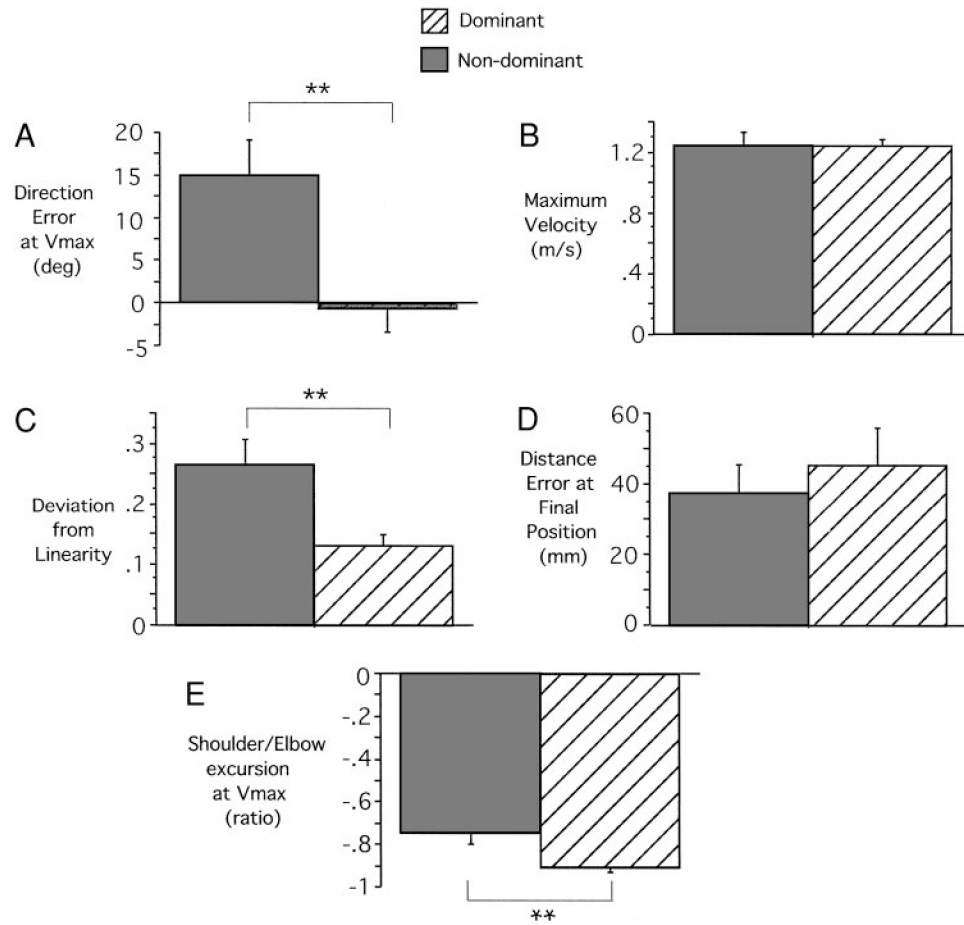 Dominant
Non-dominant
A
**
Direction
Error
at Vmax
(deg)
20
15
10
5
0
-5
B
Maximum
Velocity
(m/s)
1.2
.8
.4
0
C
**
Deviation
from
Linearity
.3
.2
.1
0
D
Distance
Error at
Final
Position
(mm)
60
40
20
0
E
Shoulder/Elbow
excursion
at Vmax
(ratio)
0
-.2
-.4
-.6
-.8
-1
**